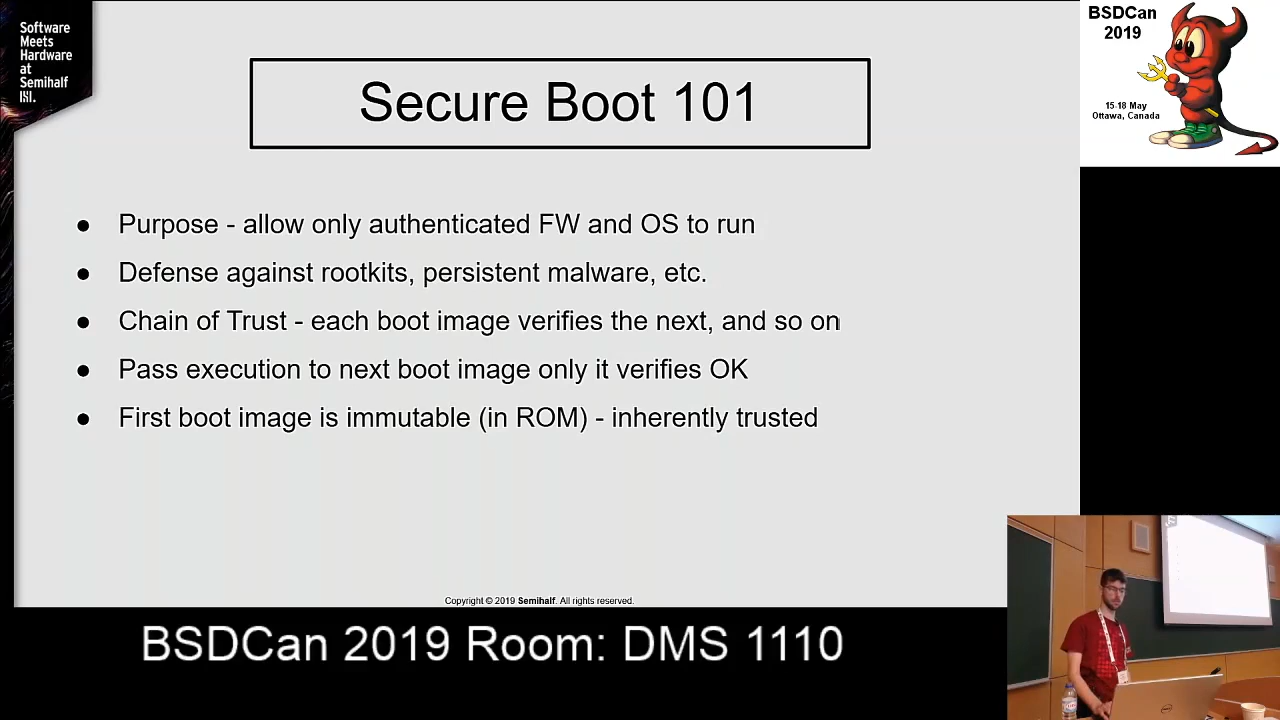 Software
Meets
Hardware
at
Semihalf
Secure Boot 101
● Purpose - allow only authenticated FW and OS to run
● Defense against rootkits, persistent malware, etc.
● Chain of Trust - each boot image verifies the next, and so on
● Pass execution to next boot image only it verifies OK
● First boot image is immutable (in ROM) - inherently trusted
Copyright © 2019 Semihalf. All rights reserved.
BSDCan
2019
15-18 May
Ottawa, Canada
BSDCan 2019 Room: DMS 1110